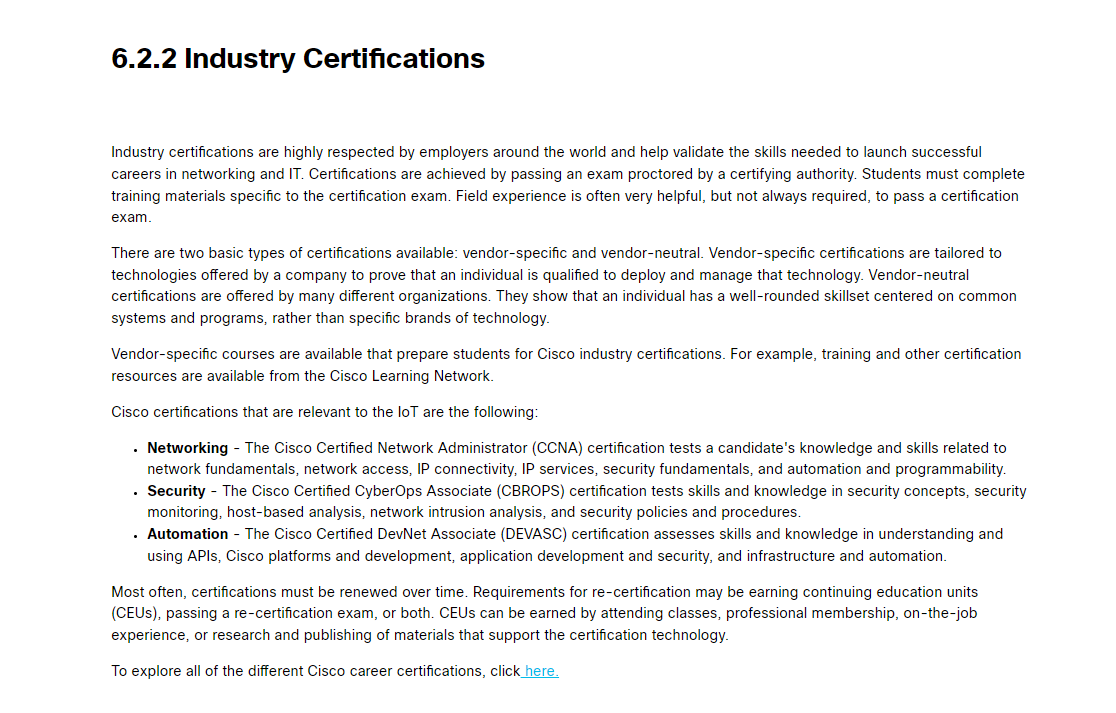 6.2.2 Industry Certifications
Industry certifications are highly respected by employers around the world and help validate the skills needed to launch successful
careers in networking and IT. Certifications are achieved by passing an exam proctored by a certifying authority. Students must complete
training materials specific to the certification exam. Field experience is often very helpful, but not always required, to pass a certification
exam.
There are two basic types of certifications available: vendor-specific and vendor-neutral. Vendor-specific certifications are tailored to
technologies offered by a company to prove that an individual is qualified to deploy and manage that technology. Vendor-neutral
certifications are offered by many different organizations. They show that an individual has a well-rounded skillset centered on common
systems and programs, rather than specific brands of technology.
Vendor-specific courses are available that prepare students for Cisco industry certifications. For example, training and other certification
resources are available from the Cisco Learning Network.
Cisco certifications that are relevant to the IoT are the following:
• Networking - The Cisco Certified Network Administrator (CCNA) certification tests a candidate's knowledge and skills related to
network fundamentals, network access, IP connectivity, IP services, security fundamentals, and automation and programmability.
• Security - The Cisco Certified CyberOps Associate (CBROPS) certification tests skills and knowledge in security concepts, security
monitoring, host-based analysis, network intrusion analysis, and security policies and procedures.
• Automation - The Cisco Certified DevNet Associate (DEVASC) certification assesses skills and knowledge in understanding and
using APIs, Cisco platforms and development, application development and security, and infrastructure and automation.
Most often, certifications must be renewed over time. Requirements for re-certification may be earning continuing education units
(CEUs), passing a re-certification exam, or both. CEUs can be earned by attending classes, professional membership, on-the-job
experience, or research and publishing of materials that support the certification technology.
To explore all of the different Cisco career certifications, click here.